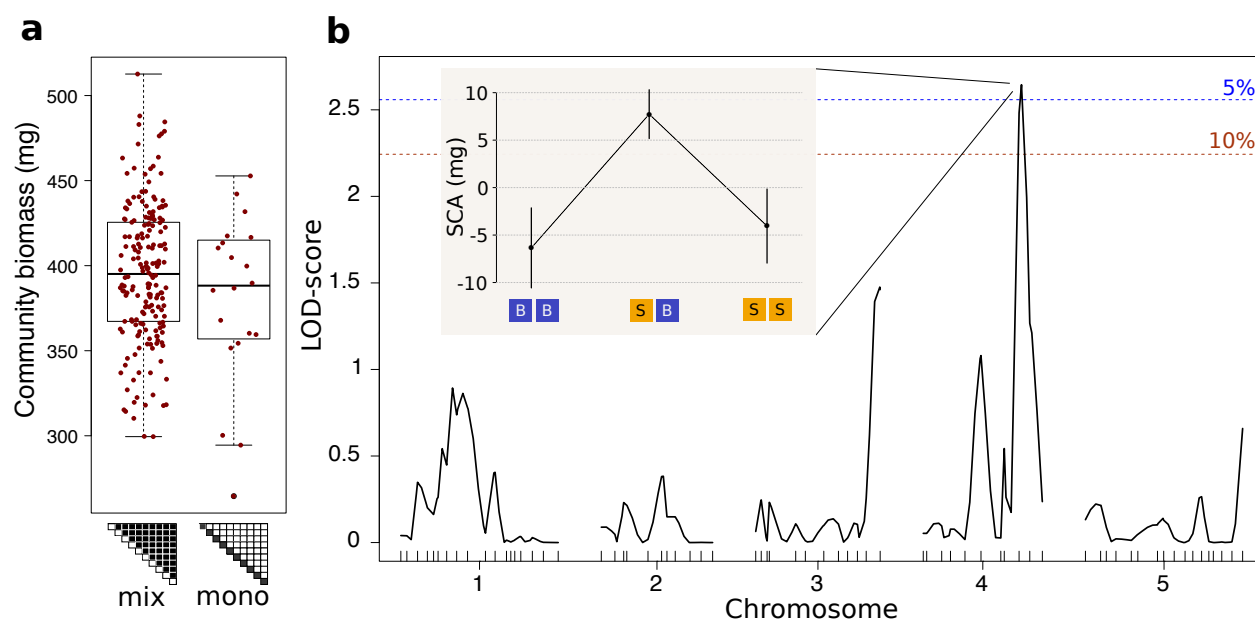 a
Community biomass (mg)
500
450
400
350
300
mix mono
b
LOD-score
2.5
2
1.5
1
0.5
0
5%
10%
SCA (mg)
10
5
0
-5
-10
B B S B S S
1 2 3 4 5
Chromosome